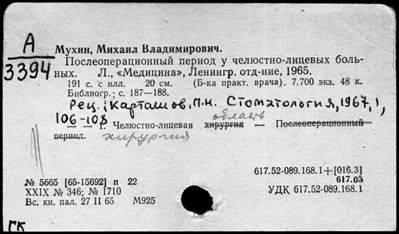 А
3394
Мухин, Михаил Владимирович.
Послеоперационный период у челюстно-лицевых боль-
ных. Л., «Медицина», Ленингр. отд-ние, 1965.
191 с. с илл. 20 см. (Б-ка практ. врача). 7.700 экз. 48 к.
Библиогр.: с. 187—188.
Рец.: Карташов, П.И. Стоматология, 1967, 1,
106-108 область
— I. Челюстно-лицевая хирургия — Послеоперационный
период. хирургия
617.52-089.168.1+[016.3]
617.03
№ 5665 [65-15692] п 22
XXIX № 346; № 1710 УДК 617.52-089.168.1
Вс. кн. пал. 27 II 65 М925
ГК